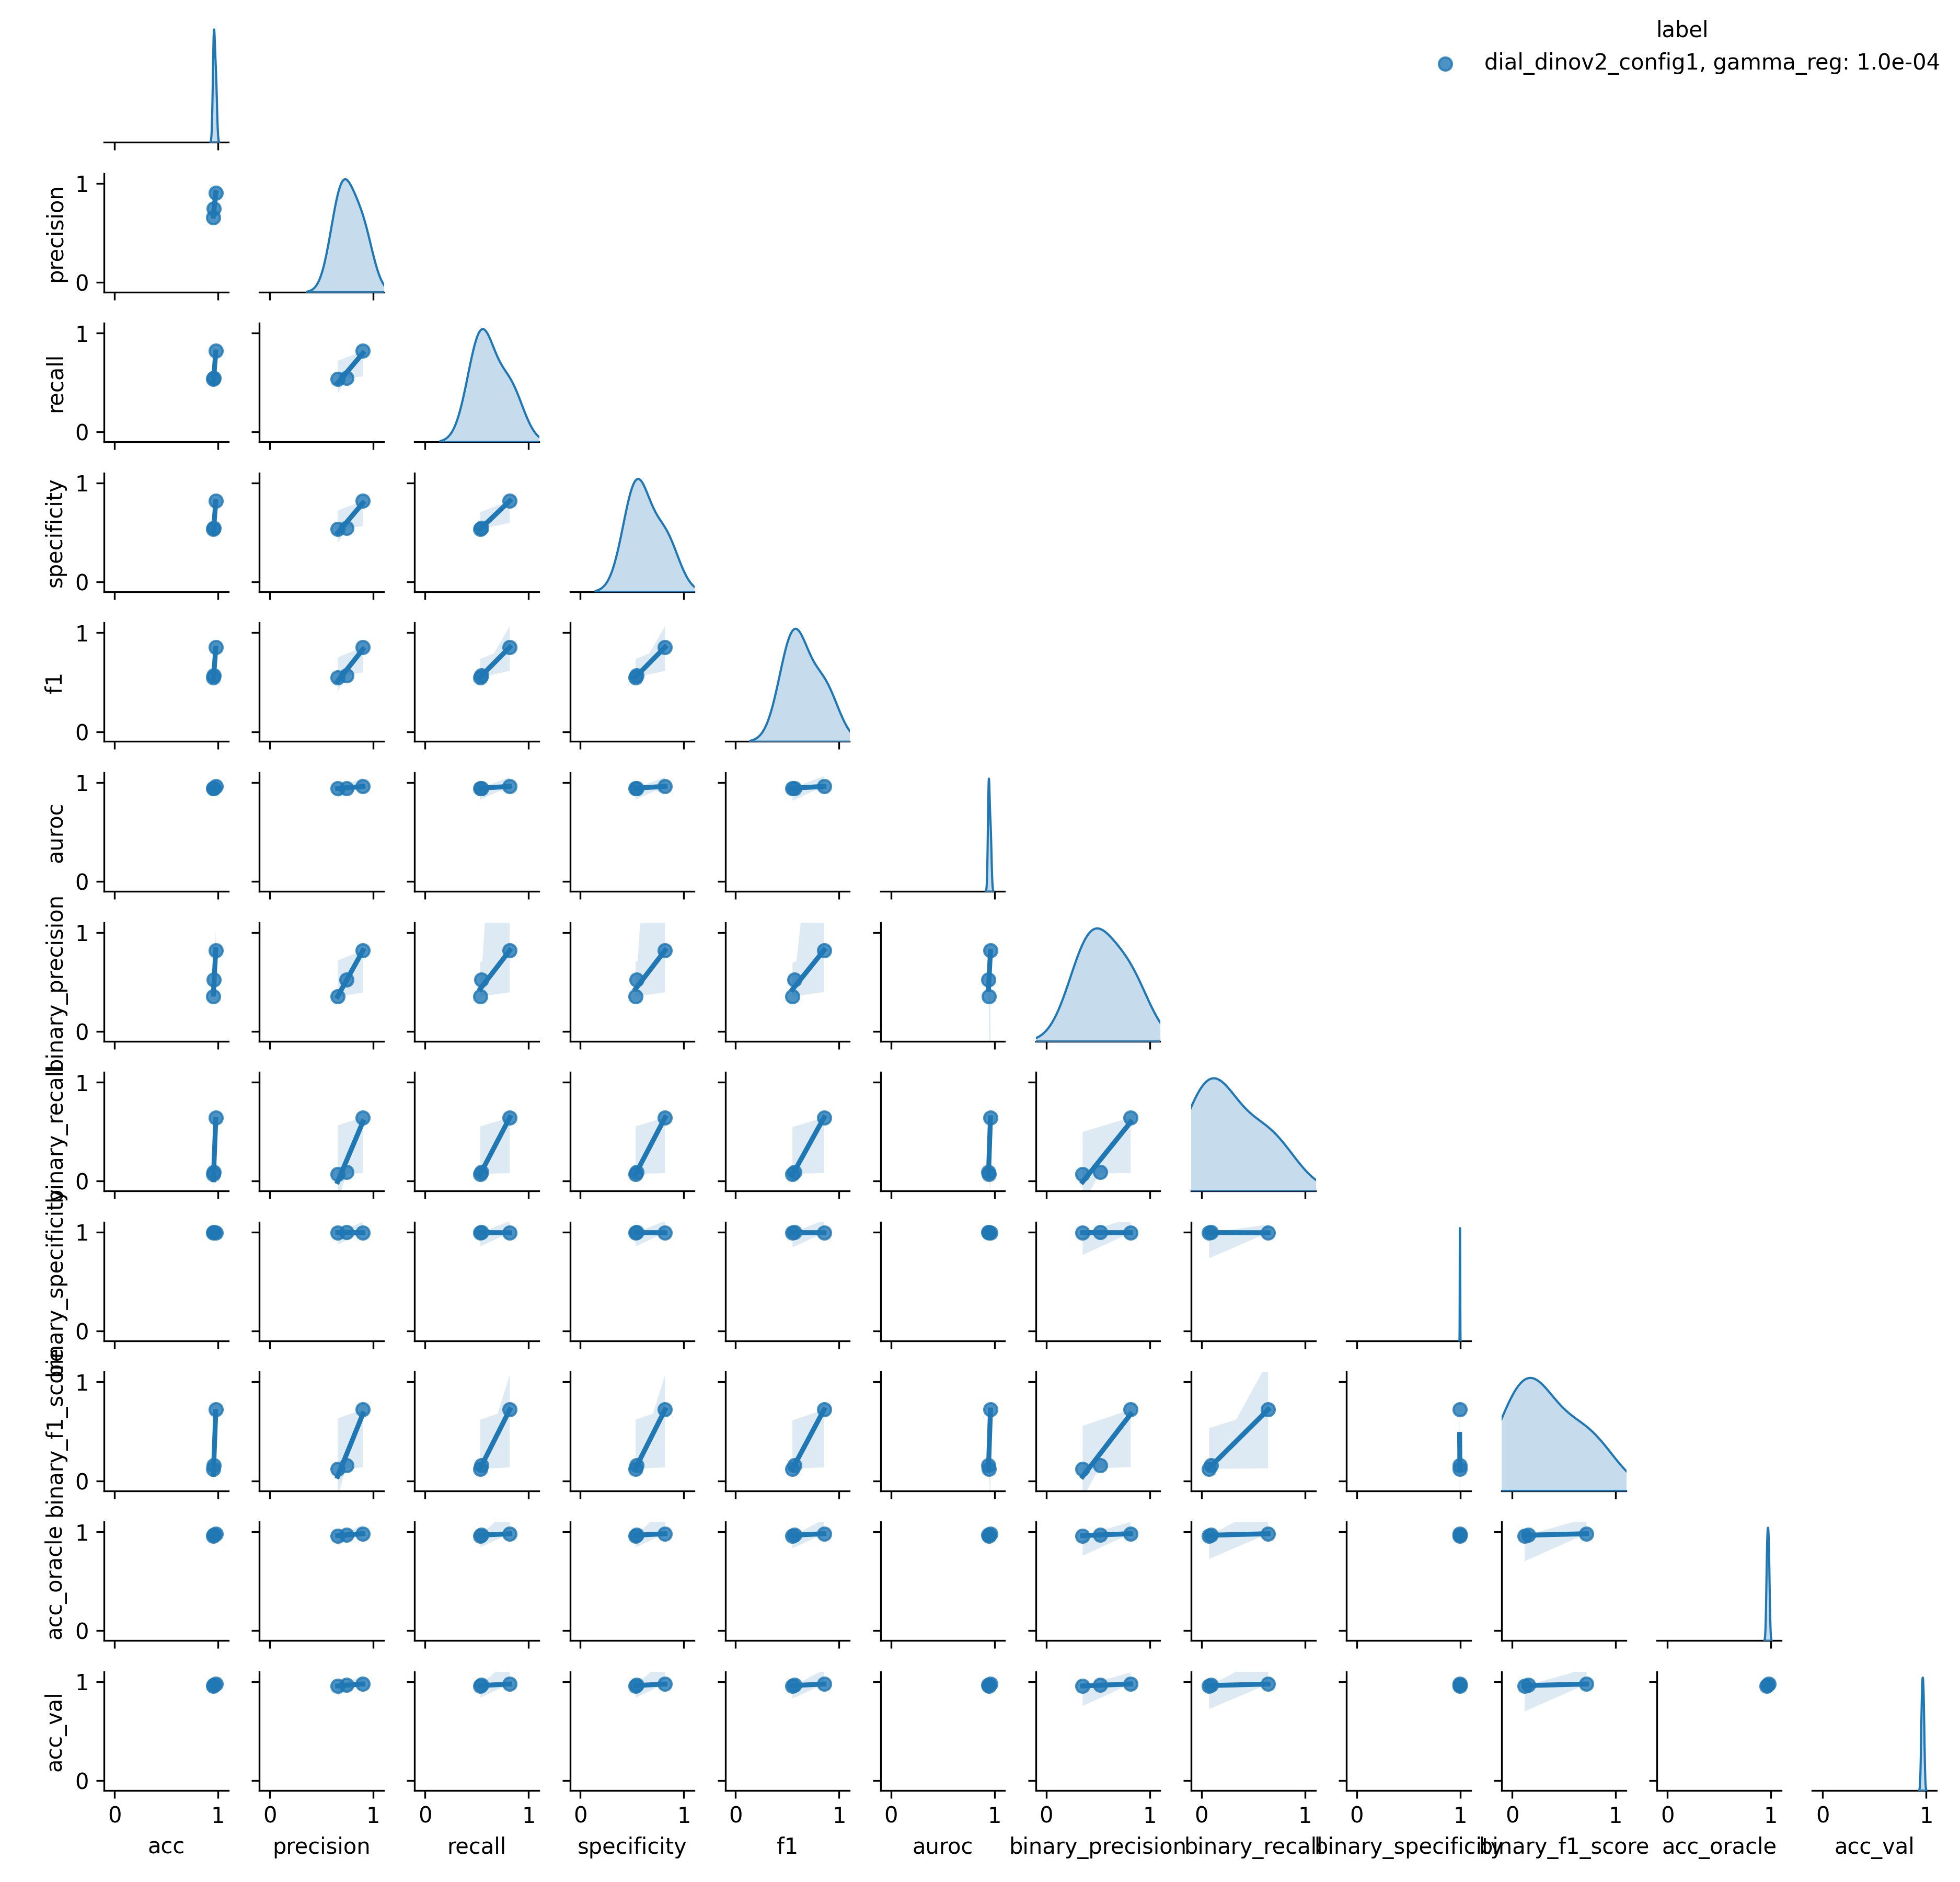 label
dial_dinov2_config1, gamma_reg: 1.0e-04
precision
1
0
recall
1
0
specificity
1
0
f1
1
0
auroc
1
0
binary_precision
1
0
binary_recall
1
0
binary_specificity
1
0
binary_f1_score
1
0
acc_oracle
1
0
acc_val
1
0
0 1 0 1 0 1 0 1 0 1 0 1 0 1 0 1 0 1 0 1 0 1 0 1
acc precision recall specificity f1 auroc binary_precision binary_recall binary_specificity binary_f1_score acc_oracle acc_val